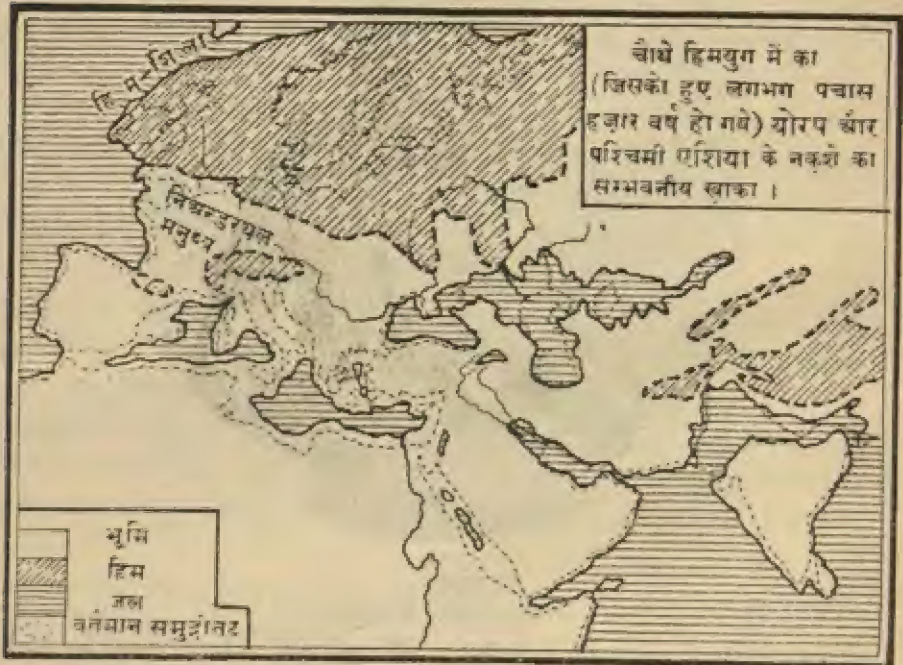 चौथे हिमयुग में का
(जिसको हुए लगभग पचास
हज़ार वर्ष हो गये) योरप और
पश्चिमी एशिया के नक़्शे का
सम्भवनीय ख़ाका ।
हिम-शिला
निअन्डरथल
मनुष्य
भूमि
हिम
जल
वर्तमान समुद्रीतट